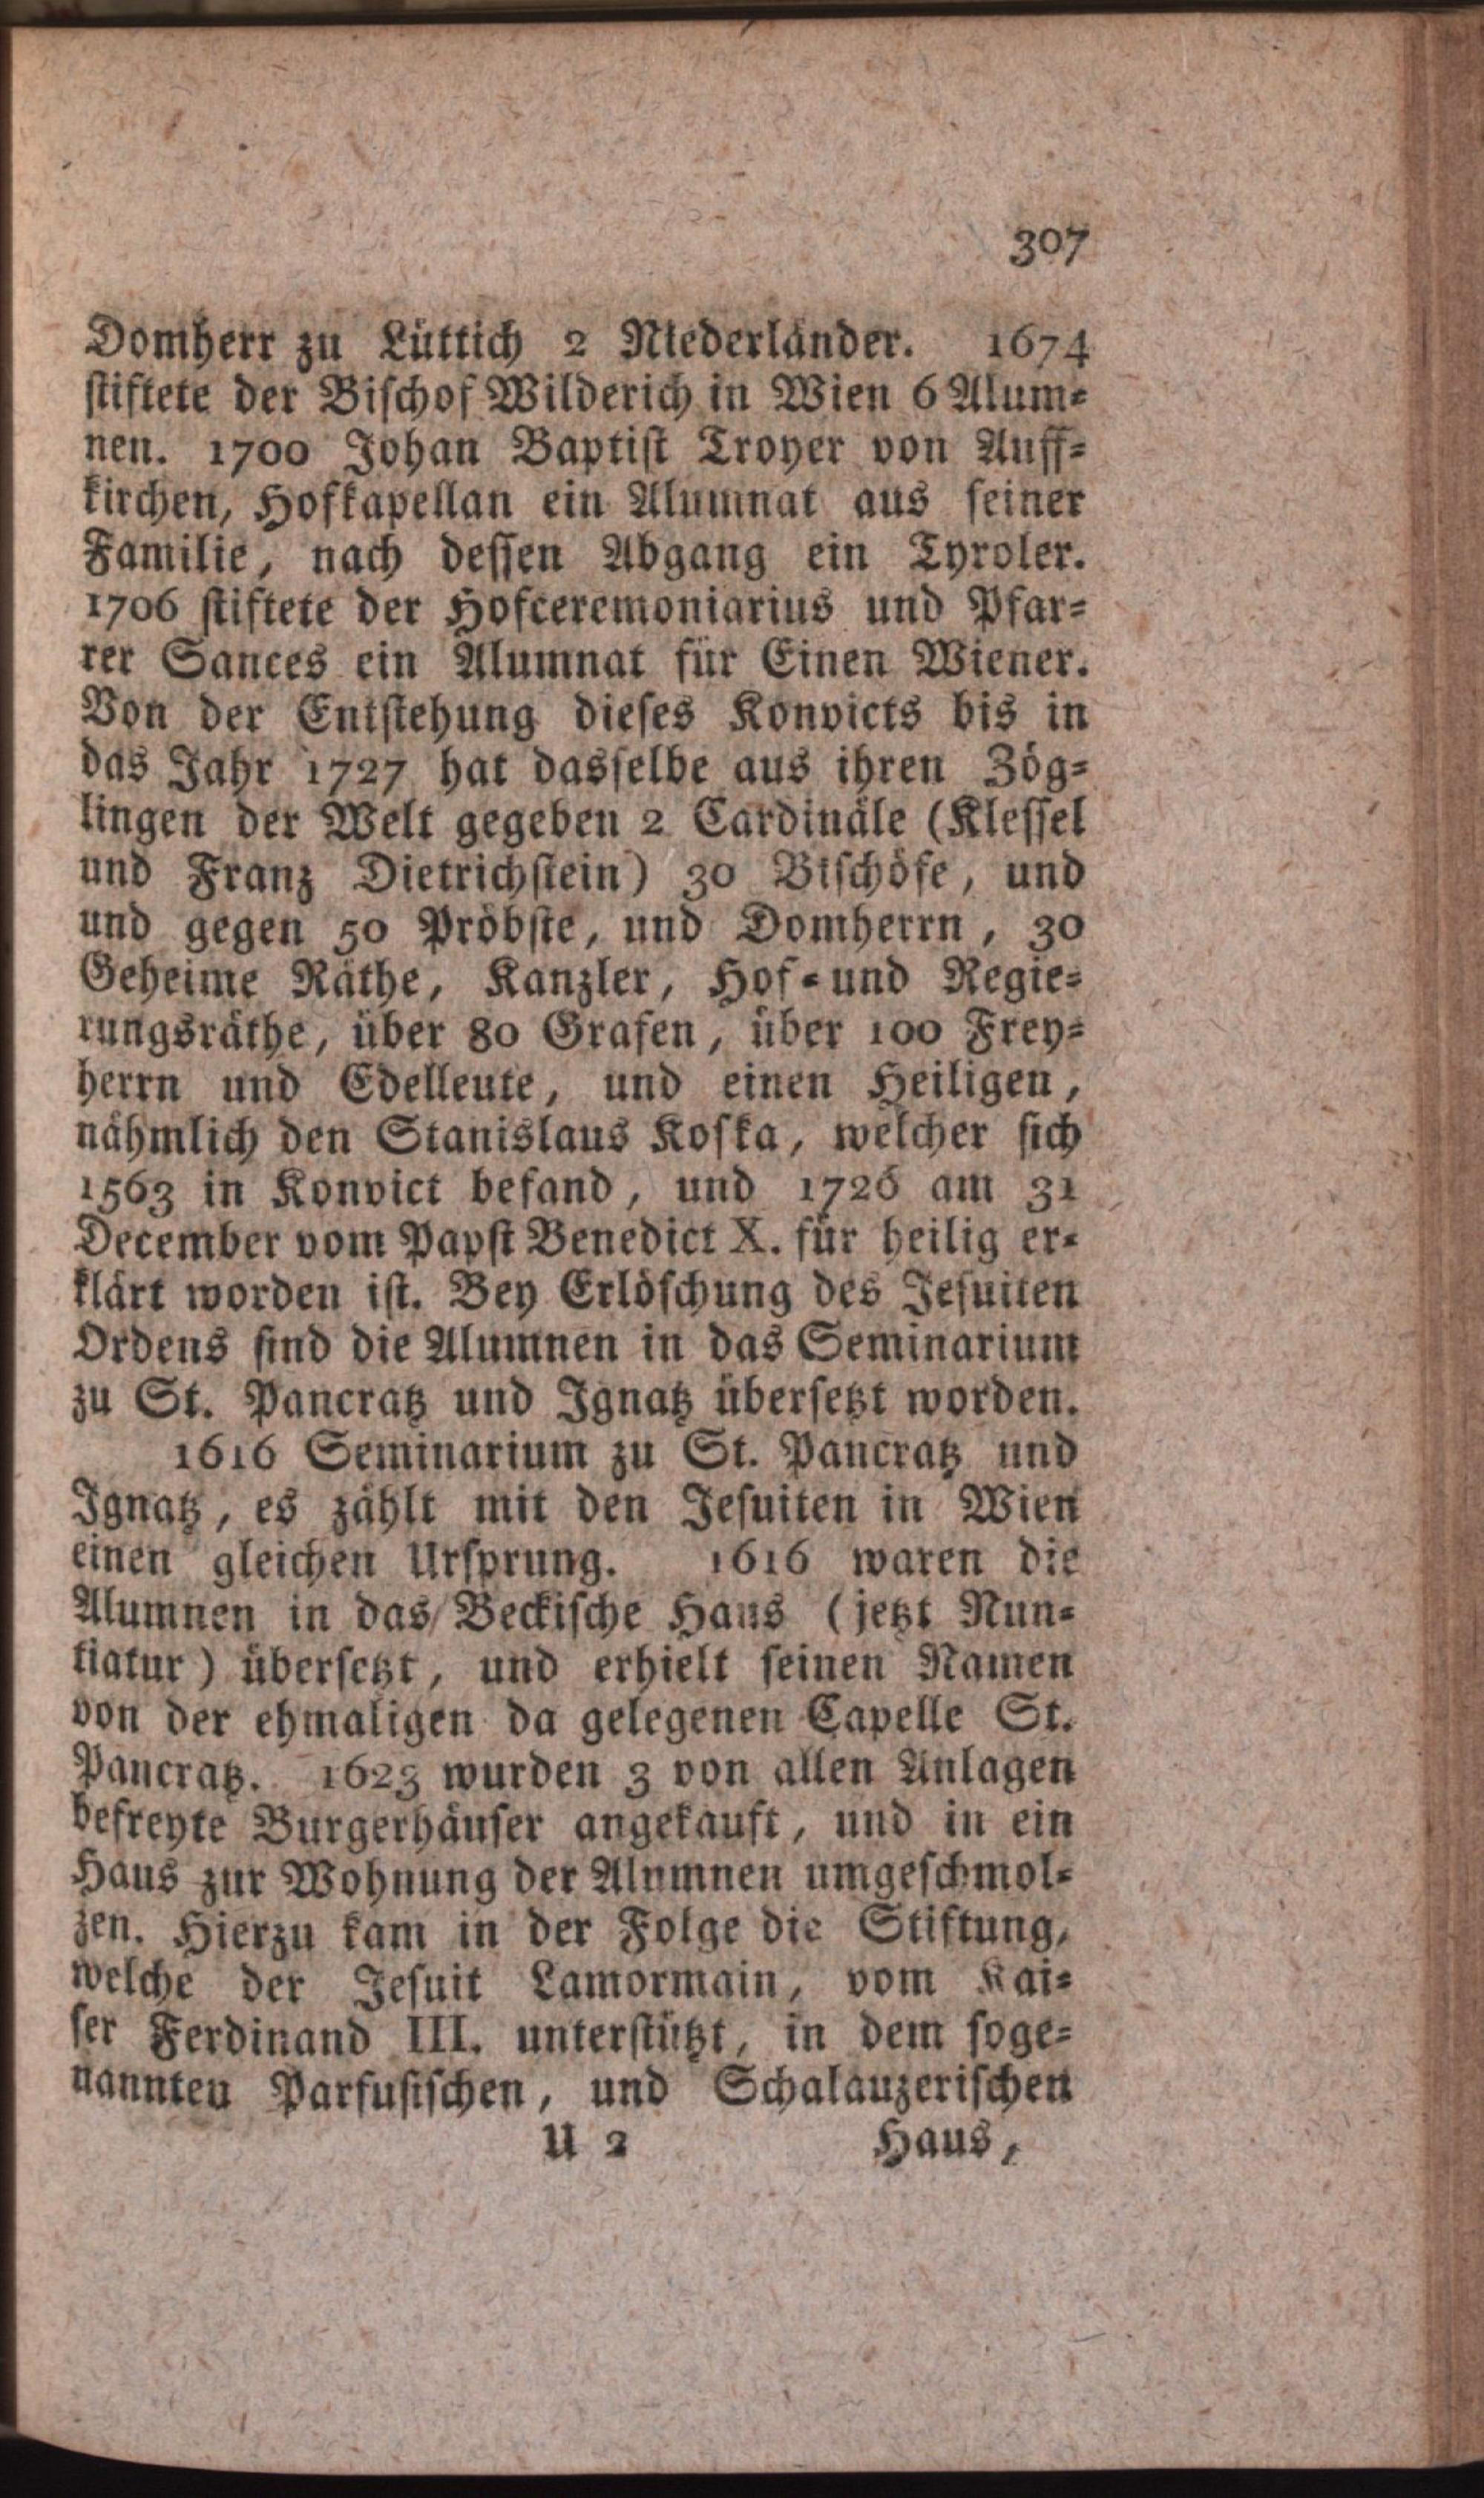 307
Domherr zu Lüttich 2 Niederländer. 1674
stiftete der Bischof Wilderich in Wien 6 Alum-
nen. 1700 Johan Baptist Troyer von Auff-
kirchen, Hofkapellan ein Alumnat aus seiner
Familie, nach dessen Abgang ein Tyroler.
1706 stiftete der Hofceremoniarius und Pfar-
rer Sances ein Alumnat für Einen Wiener.
Von der Entstehung dieses Konvicts bis in
das Jahr 1727 hat dasselbe aus ihren Zög-
lingen der Welt gegeben 2 Cardinäle (Klessel
und Franz Dietrichstein) 30 Bischöfe, und
und gegen 50 Pröbste, und Domherrn, 30
Geheime Räthe, Kanzler, Hof- und Regie-
rungsräthe, über 80 Grafen, über 100 Frey-
herrn und Edelleute, und einen Heiligen,
nähmlich den Stanislaus Koska, welcher sich
1563 in Konvict befand, und 1726 am 31
December vom Papst Benedict X. für heilig er-
klärt worden ist. Bey Erlöschung des Jesuiten
Ordens sind die Alumnen in das Seminarium
zu St. Pancratz und Ignatz übersetzt worden.
1616 Seminarium zu St. Pancratz und
Ignatz, es zählt mit den Jesuiten in Wien
einen gleichen Ursprung. 1616 waren die
Alumnen in das Beckische Haus (jetzt Nun-
tiatur) übersetzt, und erhielt seinen Namen
von der ehmaligen da gelegenen Capelle St.
Pancratz. 1623 wurden 3 von allen Anlagen
befreyte Burgerhäuser angekauft, und in ein
Haus zur Wohnung der Alnmnen umgeschmol-
zen. Hierzu kam in der Folge die Stiftung,
welche der Jesuit Lamormain, vom Kai-
ser Ferdinand III. unterstützt, in dem soge-
nannten Parfusischen, und Schalauzerischen
U 2 Haus,